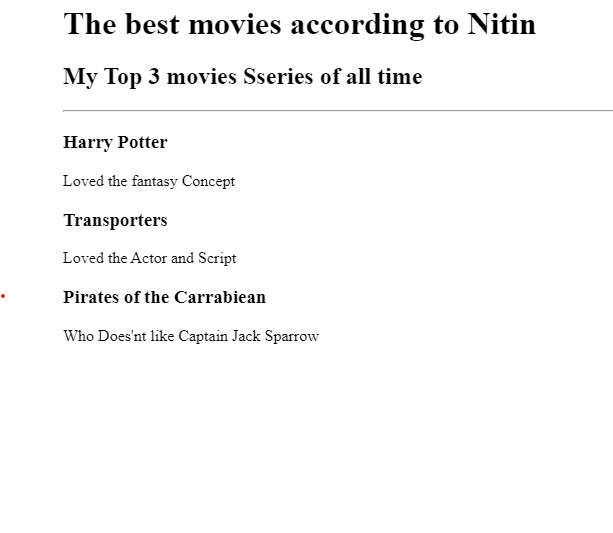 The best movies according to Nitin
My Top 3 movies Sseries of all time
Harry Potter
Loved the fantasy Concept
Transporters
Loved the Actor and Script
Pirates of the Carrabiean
Who Does'nt like Captain Jack Sparrow